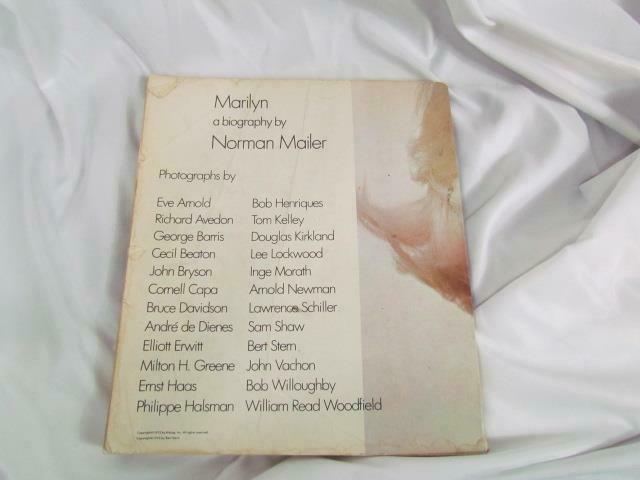 Marilyn
a biography by
Norman Mailer
Photographs by
Eve Arnold
Richard Avedon
George Barris
Cecil Beaton
John Bryson
Cornell Capa
Bruce Davidson
André de Dienes
Elliott Erwitt
Milton H. Greene
Ernst Haas
Philippe Halsman
Bob Henriques
Tom Kelley
Douglas Kirkland
Lee Lockwood
Inge Morath
Arnold Newman
Lawrence Schiller
Sam Shaw
Bert Stern
John Vachon
Bob Willoughby
William Read Woodfield